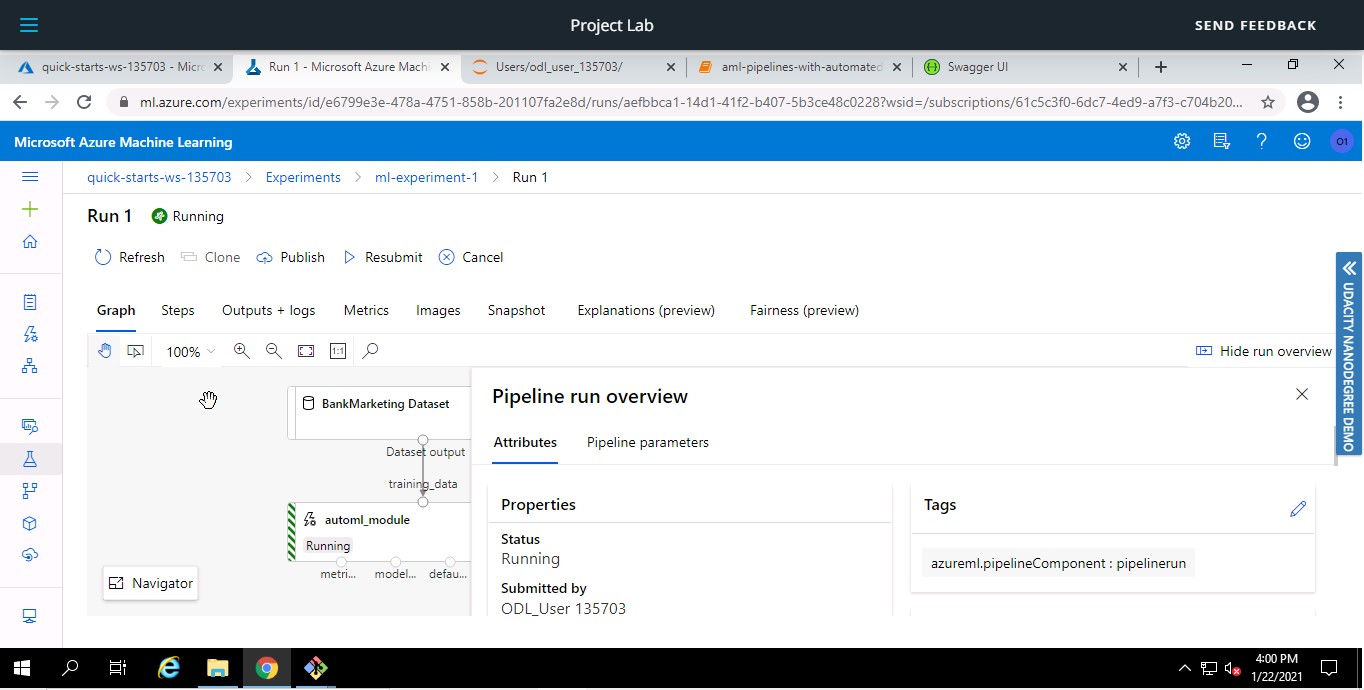 Project Lab
SEND FEEDBACK
quick-starts-ws-135703 - Micro
Run 1 - Microsoft Azure Machi
Users/odl_user_135703/
aml-pipelines-with-automated
Swagger UI
ml.azure.com/experiments/id/e6799e3e-478a-4751-858b-201107fa2e8d/runs/aefbbca1-14d1-41f2-b407-5b3ce48c0228?wsid=/subscriptions/61c5c3f0-6dc7-4ed9-a7f3-c704b20...
Microsoft Azure Machine Learning
O1
quick-starts-ws-135703 > Experiments > ml-experiment-1 > Run 1
Run 1 Running
Refresh Clone Publish Resubmit Cancel
Graph Steps Outputs + logs Metrics Images Snapshot Explanations (preview) Fairness (preview)
100% 1:1 Hide run overview
UDACITY NANODEGREE DEMO
BankMarketing Dataset
Dataset output
training_data
automl_module
Running
metri... model... defau...
Navigator
Pipeline run overview
Attributes Pipeline parameters
Properties
Status
Running
Submitted by
ODL_User 135703
Tags
azureml.pipelineComponent : pipelinerun
4:00 PM
1/22/2021